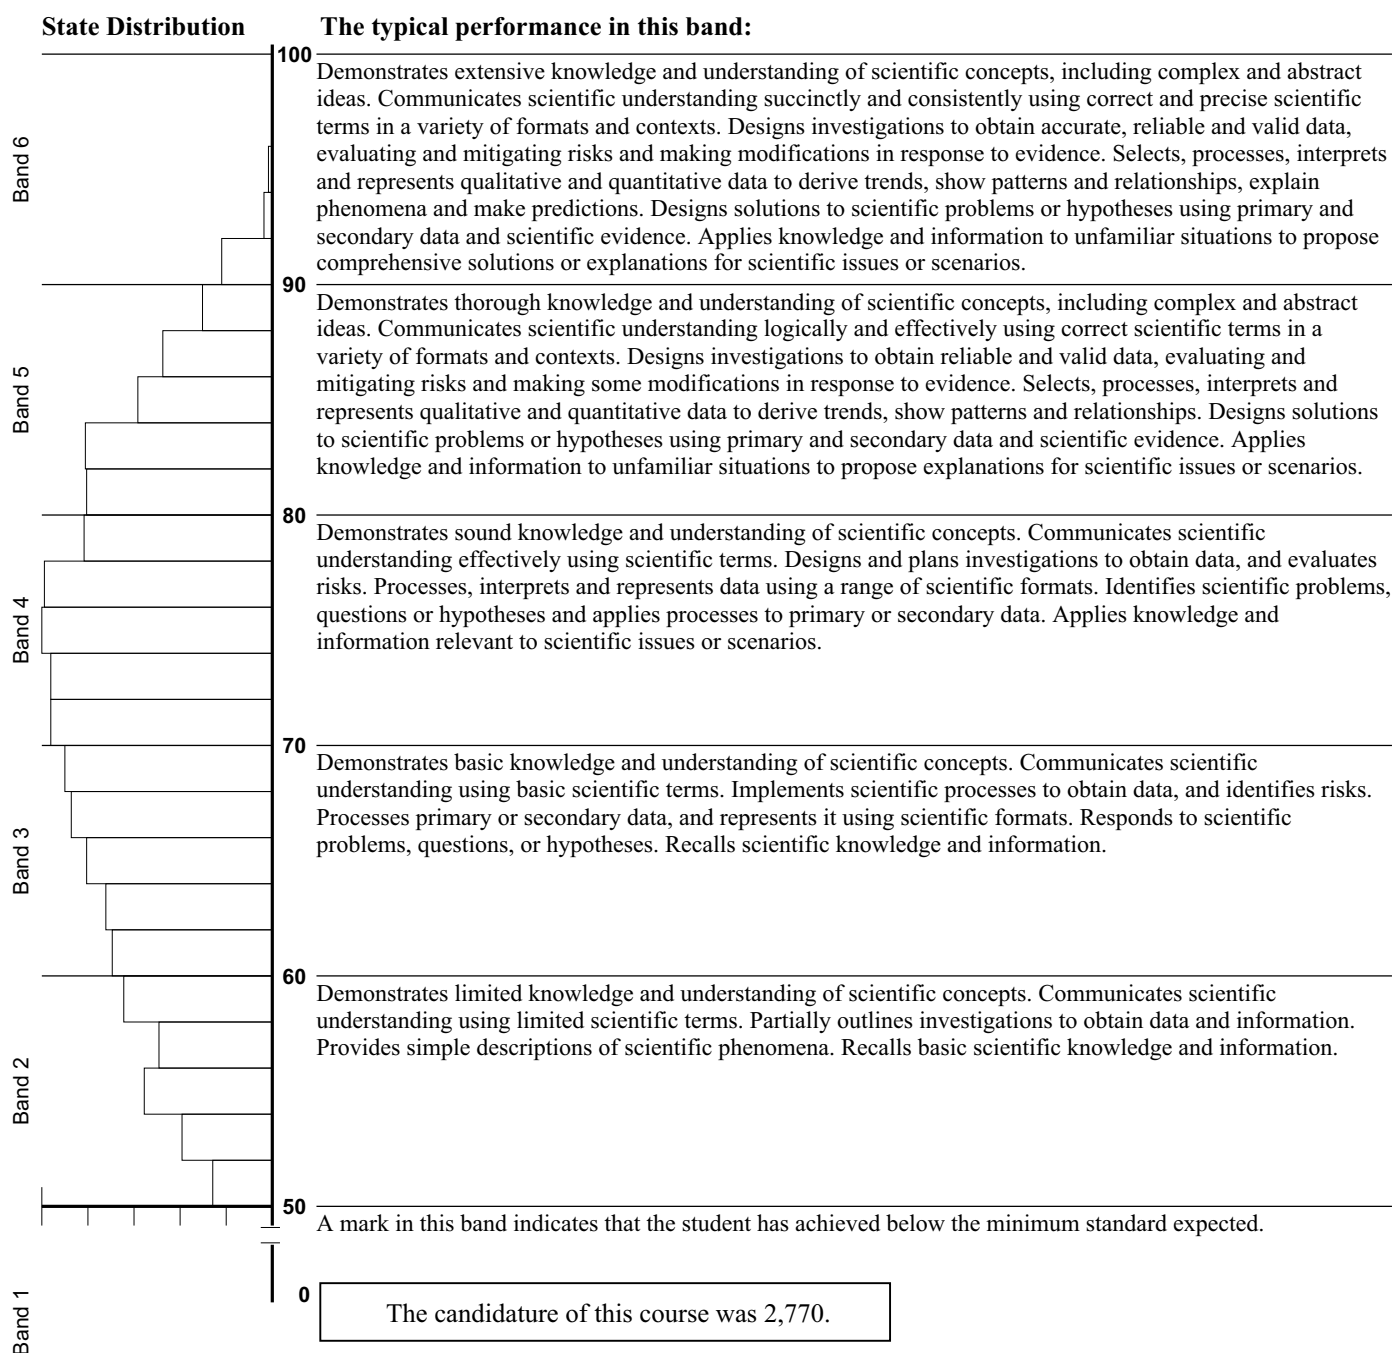 State Distribution
The typical performance in this band:
100
Band 6
Demonstrates extensive knowledge and understanding of scientific concepts, including complex and abstract
ideas. Communicates scientific understanding succinctly and consistently using correct and precise scientific
terms in a variety of formats and contexts. Designs investigations to obtain accurate, reliable and valid data,
evaluating and mitigating risks and making modifications in response to evidence. Selects, processes, interprets
and represents qualitative and quantitative data to derive trends, show patterns and relationships, explain
phenomena and make predictions. Designs solutions to scientific problems or hypotheses using primary and
secondary data and scientific evidence. Applies knowledge and information to unfamiliar situations to propose
comprehensive solutions or explanations for scientific issues or scenarios.
90
Band 5
Demonstrates thorough knowledge and understanding of scientific concepts, including complex and abstract
ideas. Communicates scientific understanding logically and effectively using correct scientific terms in a
variety of formats and contexts. Designs investigations to obtain reliable and valid data, evaluating and
mitigating risks and making some modifications in response to evidence. Selects, processes, interprets and
represents qualitative and quantitative data to derive trends, show patterns and relationships. Designs solutions
to scientific problems or hypotheses using primary and secondary data and scientific evidence. Applies
knowledge and information to unfamiliar situations to propose explanations for scientific issues or scenarios.
80
Band 4
Demonstrates sound knowledge and understanding of scientific concepts. Communicates scientific
understanding effectively using scientific terms. Designs and plans investigations to obtain data, and evaluates
risks. Processes, interprets and represents data using a range of scientific formats. Identifies scientific problems,
questions or hypotheses and applies processes to primary or secondary data. Applies knowledge and
information relevant to scientific issues or scenarios.
70
Band 3
Demonstrates basic knowledge and understanding of scientific concepts. Communicates scientific
understanding using basic scientific terms. Implements scientific processes to obtain data, and identifies risks.
Processes primary or secondary data, and represents it using scientific formats. Responds to scientific
problems, questions, or hypotheses. Recalls scientific knowledge and information.
60
Band 2
Demonstrates limited knowledge and understanding of scientific concepts. Communicates scientific
understanding using limited scientific terms. Partially outlines investigations to obtain data and information.
Provides simple descriptions of scientific phenomena. Recalls basic scientific knowledge and information.
50
A mark in this band indicates that the student has achieved below the minimum standard expected.
Band 1
0
The candidature of this course was 2,770.